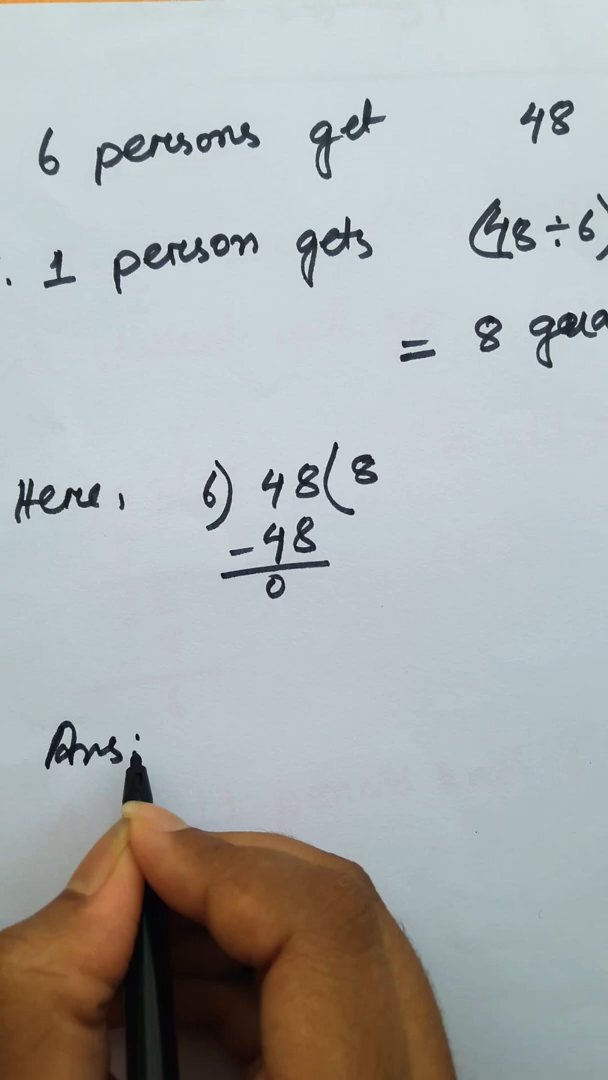 6 persons get 48
. 1 person gets (48÷6)
= 8
Here, 6) 48(8
-48
0
Ans: